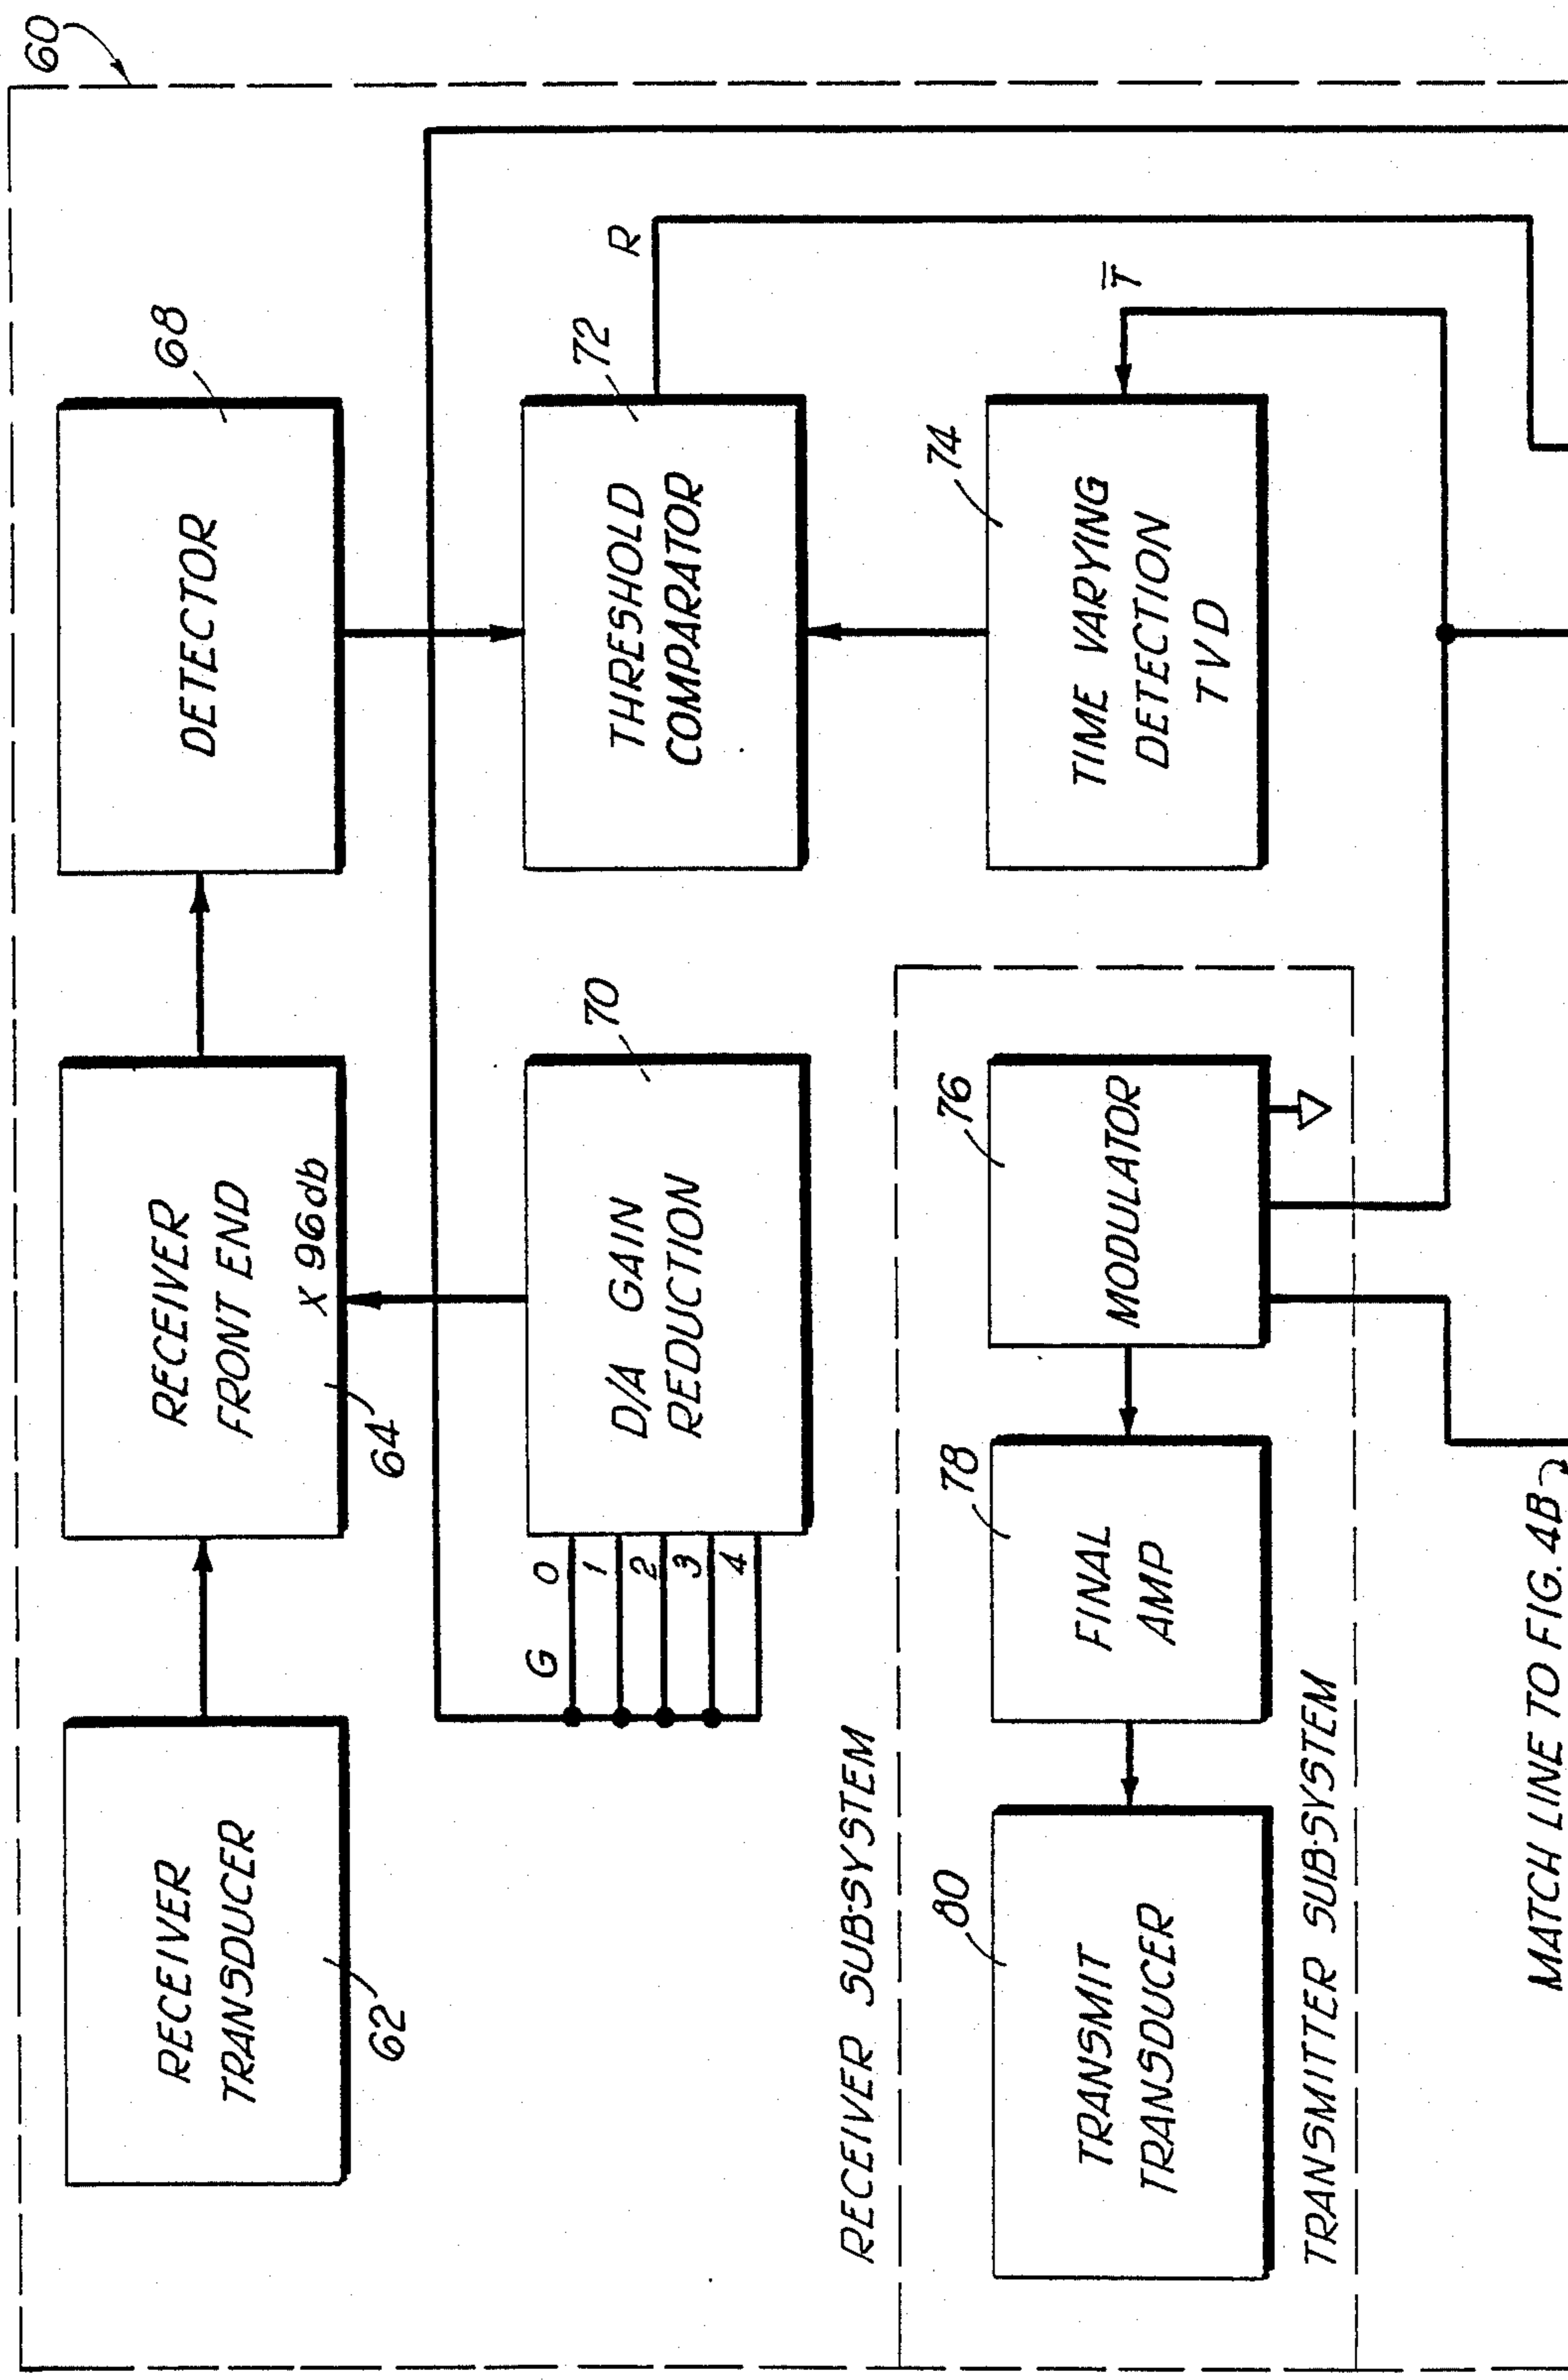 60
RECEIVER
TRANSDUCER
62
RECEIVER
FRONT END
X 96db
64
DETECTOR
68
G
0
1
2
3
4
D/A GAIN
REDUCTION
70
THRESHOLD
COMPARATOR
72
R
RECEIVER SUB-SYSTEM
TRANSMIT
TRANSDUCER
80
FINAL
AMP
78
MODULATOR
76
TIME VARYING
DETECTION
TVD
74
T̅
TRANSMITTER SUB-SYSTEM
MATCH LINE TO FIG. 4B